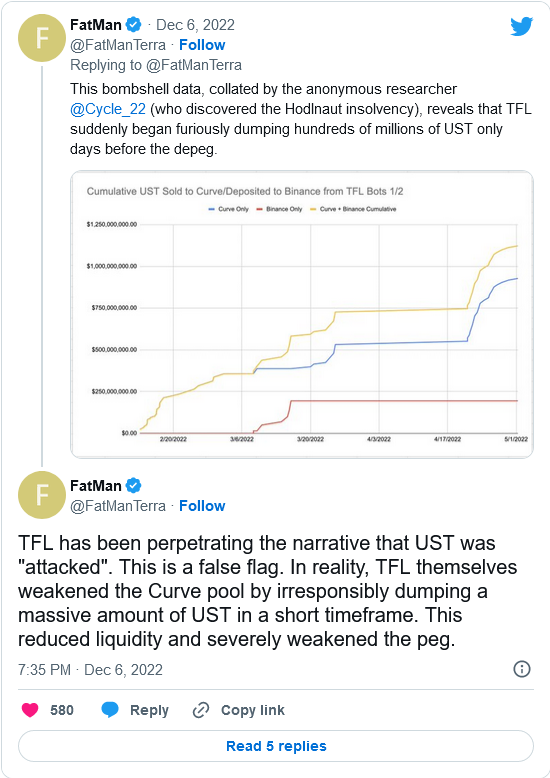 FatMan · Dec 6, 2022
F
@FatManTerra · Follow
Replying to @FatManTerra
This bombshell data, collated by the anonymous researcher
@Cycle_22 (who discovered the Hodlnaut insolvency), reveals that TFL
suddenly began furiously dumping hundreds of millions of UST only
days before the depeg.
Cumulative UST Sold to Curve/Deposited to Binance from TFL Bots 1/2
Curve Only Binance Only Curve + Binance Cumulative
$1,250,000,000.00
$1,000,000,000.00
$750,000,000.00
$500,000,000.00
$250,000,000.00
$0.00
2/20/2022 3/6/2022 3/20/2022 4/3/2022 4/17/2022 5/1/2022
FatMan
F
@FatManTerra · Follow
TFL has been perpetrating the narrative that UST was
"attacked". This is a false flag. In reality, TFL themselves
weakened the Curve pool by irresponsibly dumping a
massive amount of UST in a short timeframe. This
reduced liquidity and severely weakened the peg.
7:35 PM · Dec 6, 2022
580 Reply Copy link
Read 5 replies